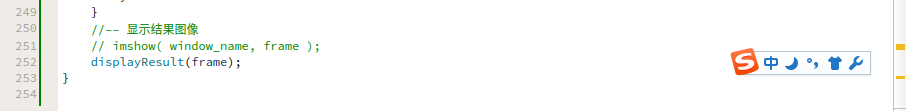 249 }
250 //-- 显示结果图像
251 // imshow( window_name, frame );
252 displayResult(frame);
253 }
254
S 中